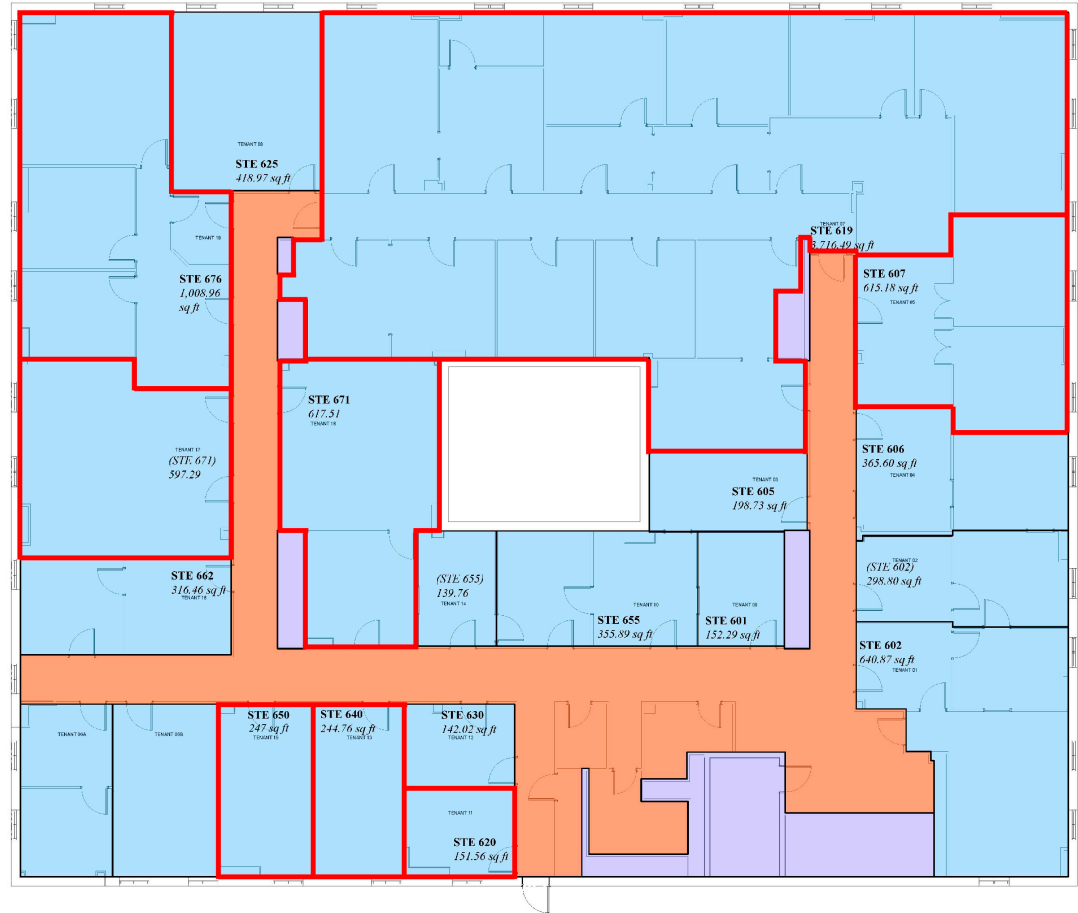 TENANT 08
STE 625
418.97 sq ft
TENANT 07
STE 619
3,716.49 sq ft
TENANT 19
STE 676
1,008.96
sq ft
STE 607
615.18 sq ft
TENANT 05
STE 671
617.51
TENANT 16
TENANT 17
(STE 671)
597.29
STE 606
365.60 sq ft
TENANT 04
TENANT 03
STE 605
198.73 sq ft
TENANT 02
(STE 602)
298.80 sq ft
STE 662
316.46 sq ft
TENANT 18
(STE 655)
139.76
TENANT 14
STE 655
355.89 sq ft
STE 601
152.29 sq ft
STE 602
640.87 sq ft
TENANT 01
STE 650
247 sq ft
STE 640
244.76 sq ft
STE 630
142.02 sq ft
TENANT 12
TENANT 09A
TENANT 11
STE 620
151.56 sq ft